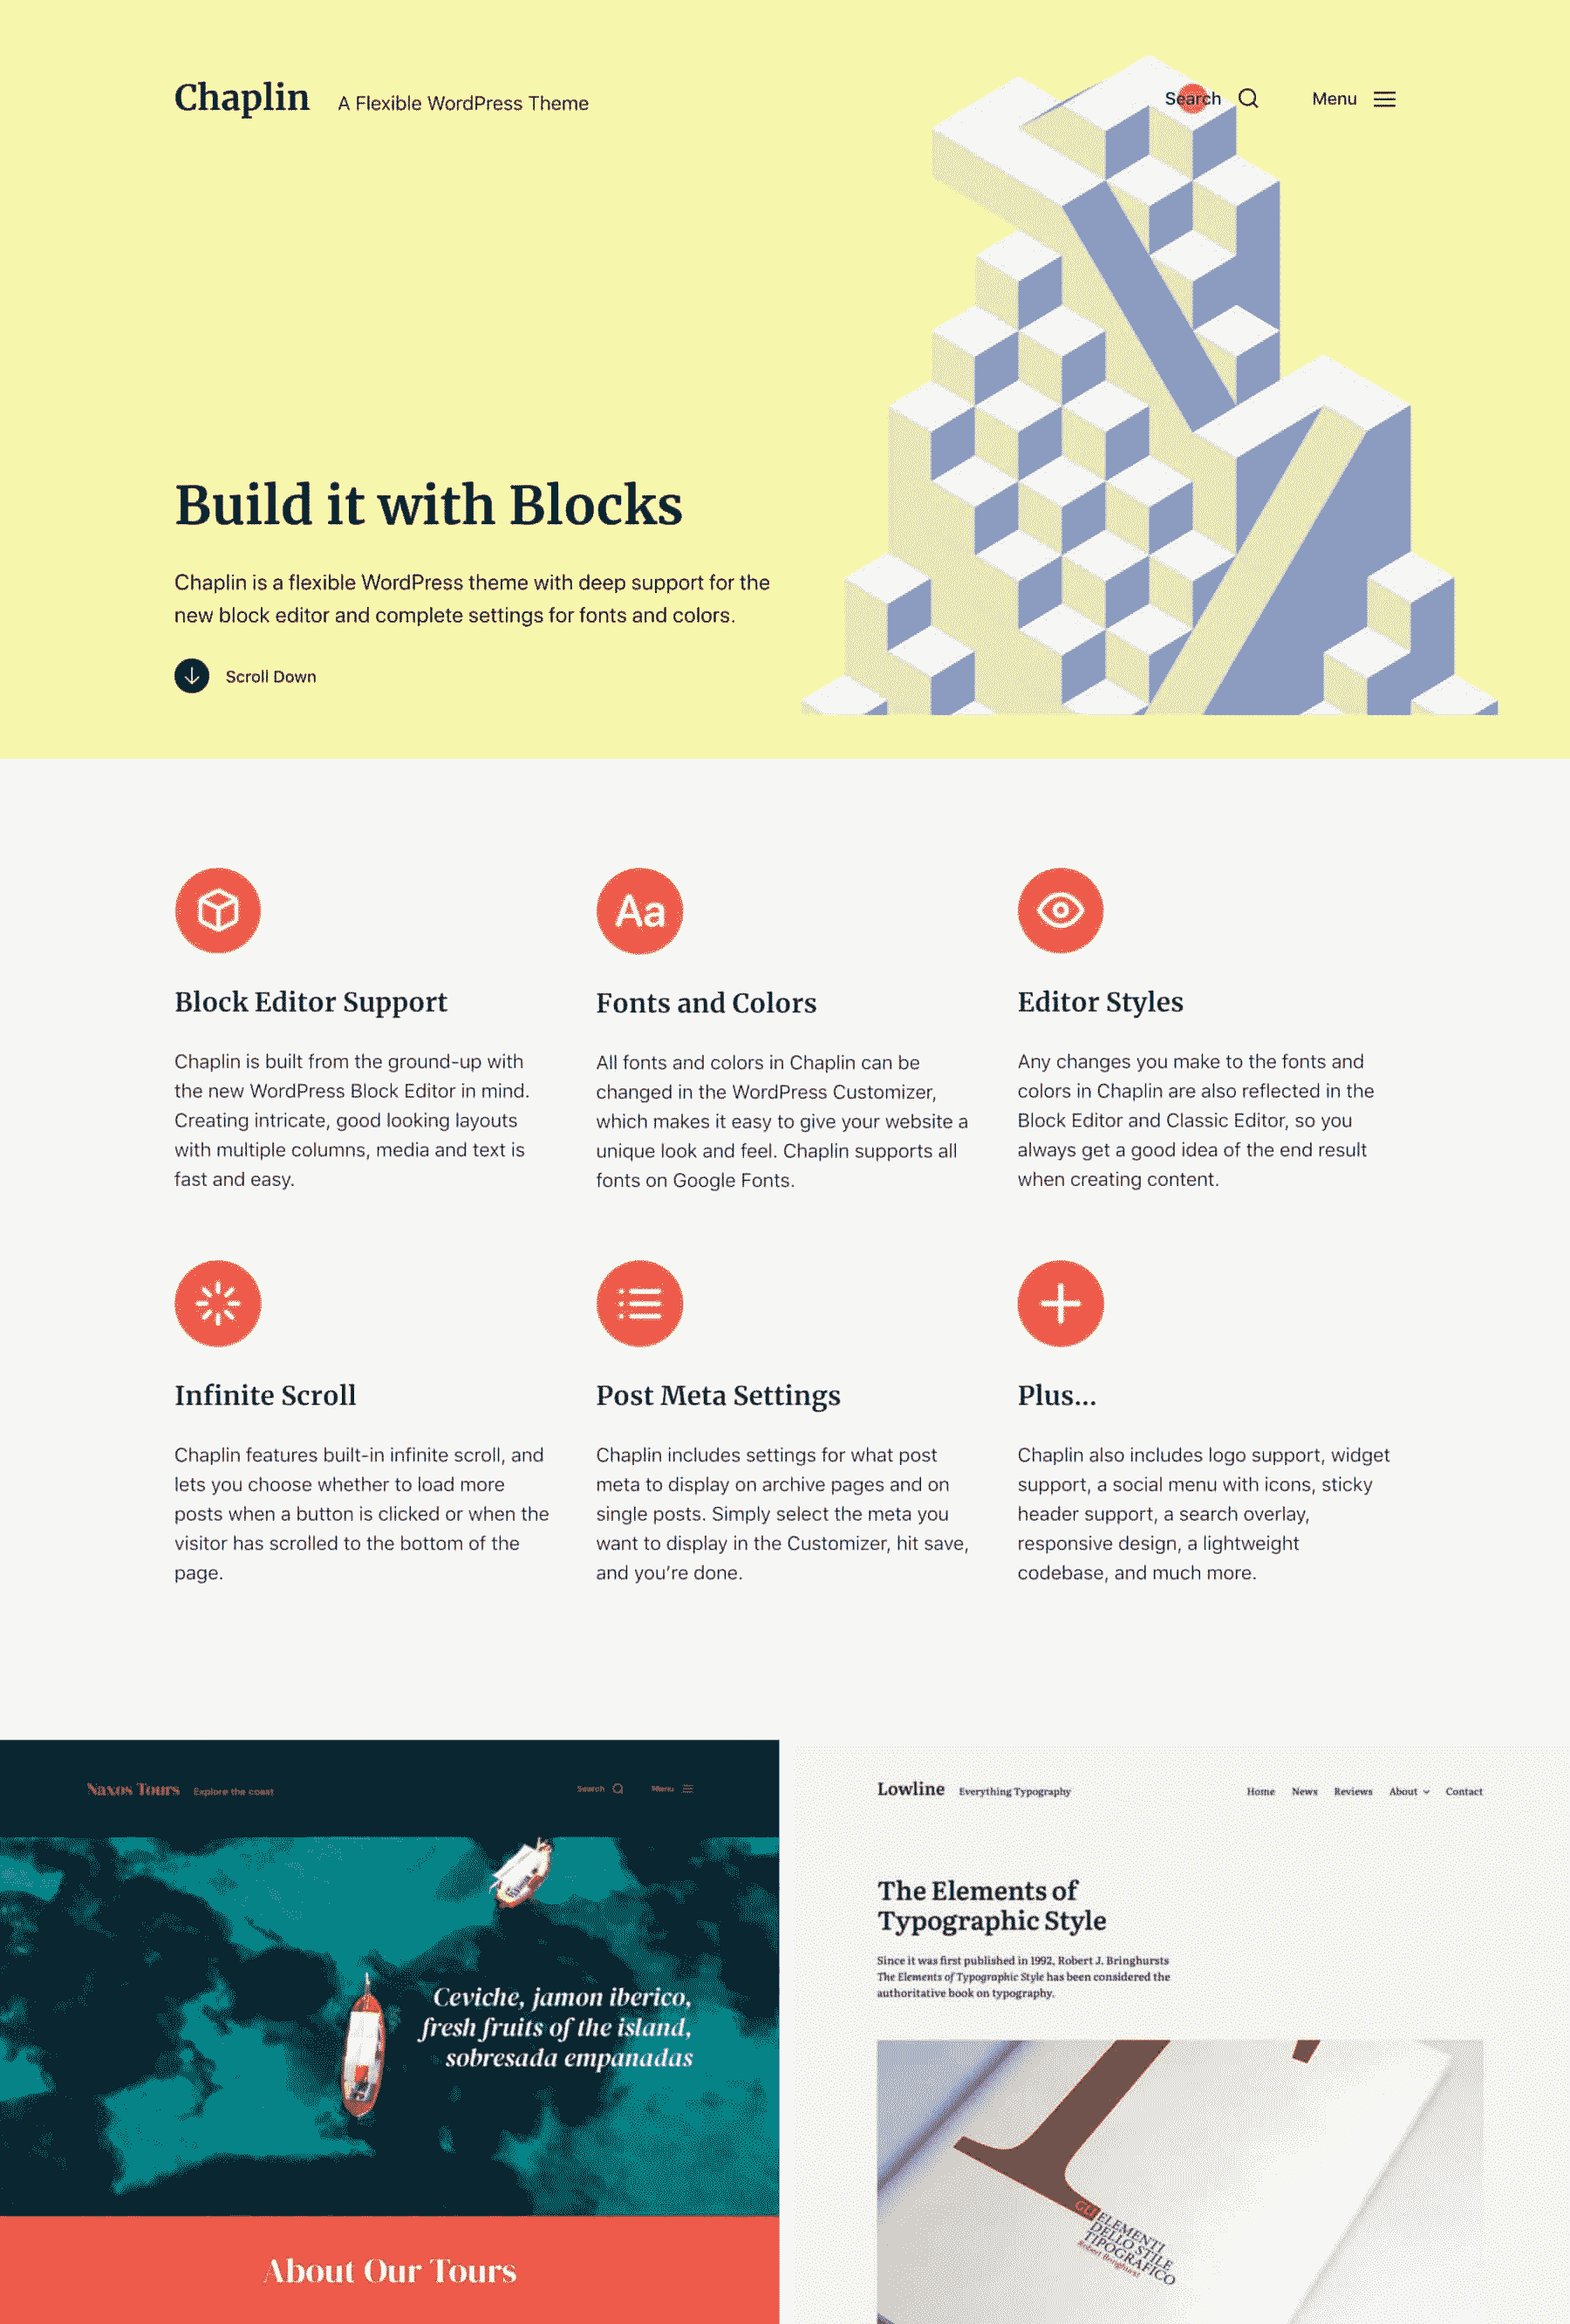 Chaplin A Flexible WordPress Theme
Search
Menu
Build it with Blocks
Chaplin is a flexible WordPress theme with deep support for the
new block editor and complete settings for fonts and colors.
Scroll Down
Block Editor Support
Chaplin is built from the ground-up with
the new WordPress Block Editor in mind.
Creating intricate, good looking layouts
with multiple columns, media and text is
fast and easy.
Aa
Fonts and Colors
All fonts and colors in Chaplin can be
changed in the WordPress Customizer,
which makes it easy to give your website a
unique look and feel. Chaplin supports all
fonts on Google Fonts.
Editor Styles
Any changes you make to the fonts and
colors in Chaplin are also reflected in the
Block Editor and Classic Editor, so you
always get a good idea of the end result
when creating content.
Infinite Scroll
Chaplin features built-in infinite scroll, and
lets you choose whether to load more
posts when a button is clicked or when the
visitor has scrolled to the bottom of the
page.
Post Meta Settings
Chaplin includes settings for what post
meta to display on archive pages and on
single posts. Simply select the meta you
want to display in the Customizer, hit save,
and you're done.
Plus...
Chaplin also includes logo support, widget
support, a social menu with icons, sticky
header support, a search overlay,
responsive design, a lightweight
codebase, and much more.
Naxos Tours Explore the coast
Search
Menu
Ceviche, jamon iberico,
fresh fruits of the island,
sobresada empanadas
About Our Tours
Lowline Everything Typography
Home News Reviews About Contact
The Elements of
Typographic Style
Since it was first published in 1992, Robert J. Bringhursts
The Elements of Typographic Style has been considered the
authoritative book on typography.
GLI ELEMENTI
DELLO STILE
TIPOGRAFICO
Robert Bringhurst